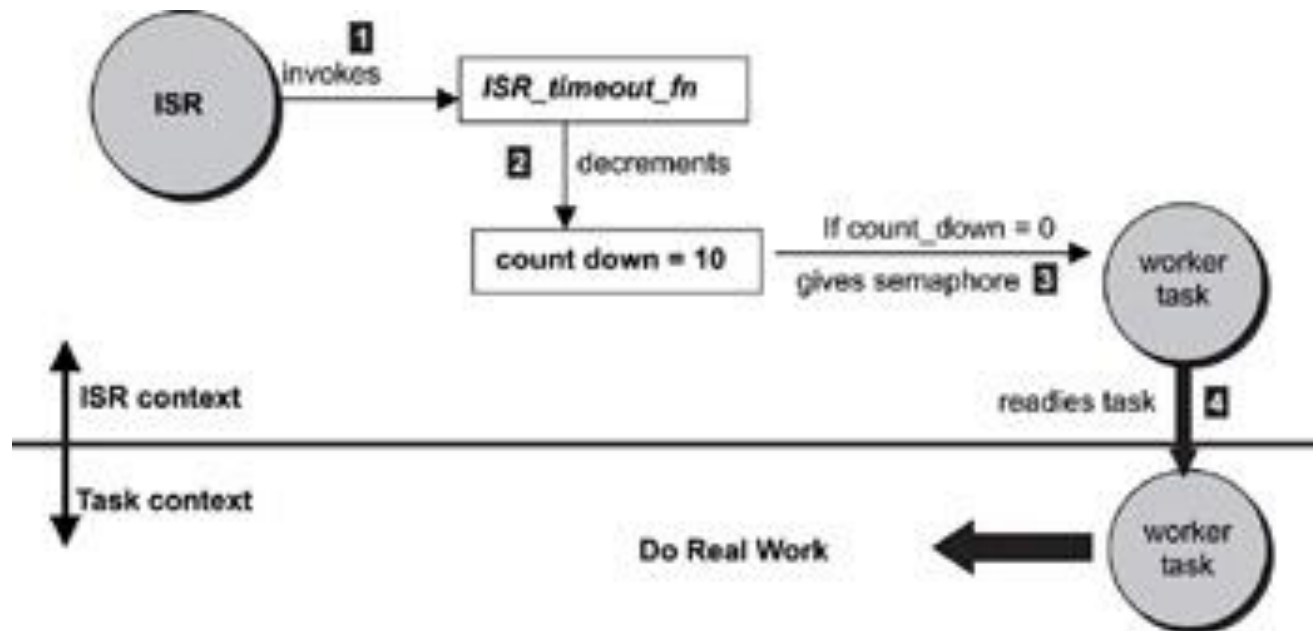 1
invokes
ISR
ISR_timeout_fn
2
decrements
If count_down = 0
count down = 10
gives semaphore 3
worker
task
ISR context
readies task 4
Task context
Do Real Work
worker
task